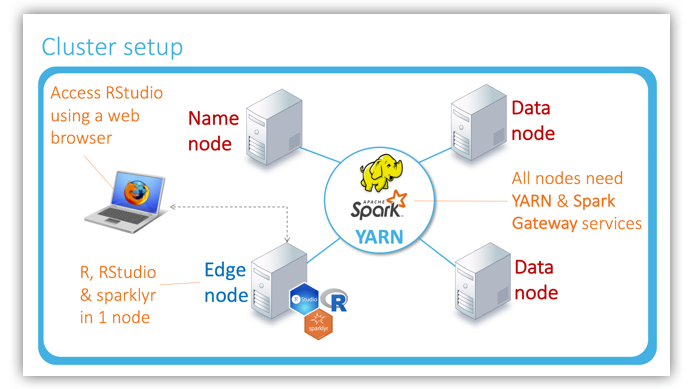 Cluster setup
Access RStudio
using a web
browser
Name
node
Data
node
APACHE
Spark
YARN
All nodes need
YARN & Spark
Gateway services
R, RStudio
& sparklyr
in 1 node
Edge
node
R Studio
R
sparklyr
Data
node